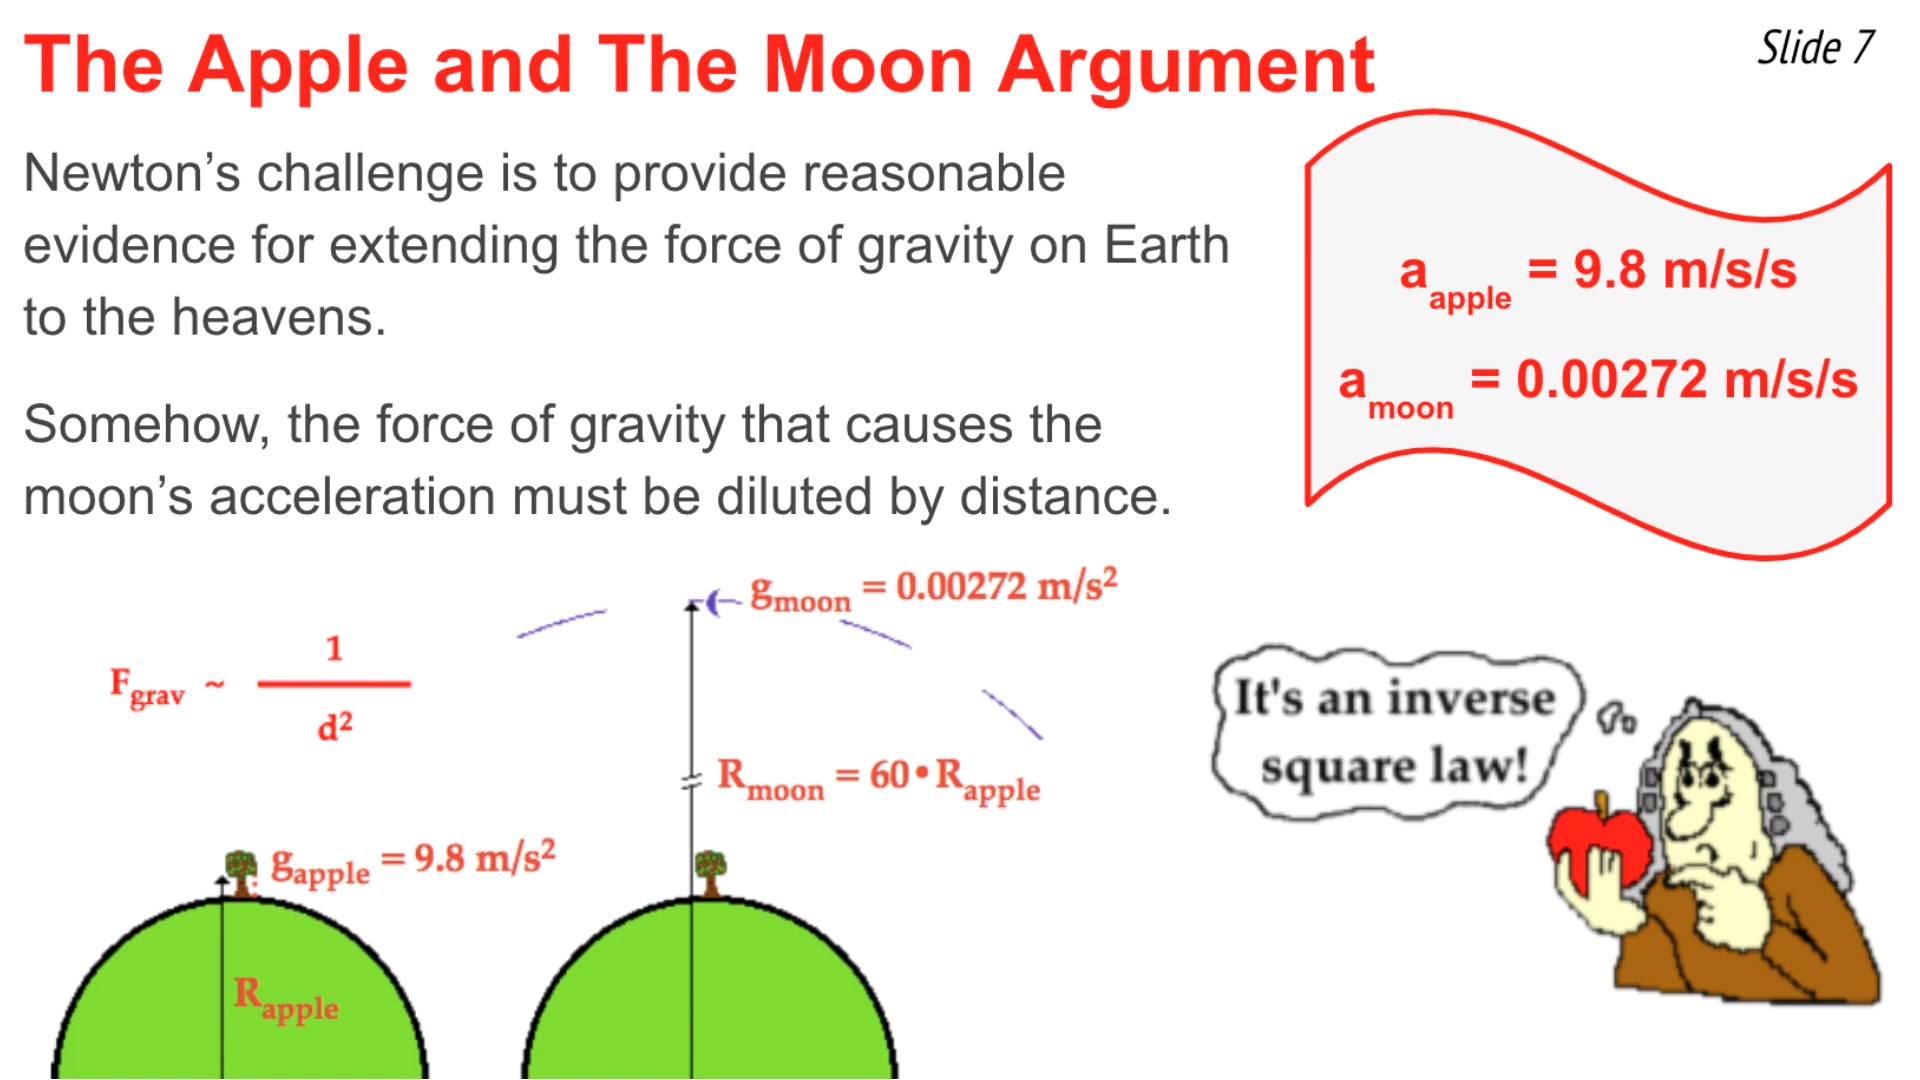 The Apple and The Moon Argument
Slide 7
Newton's challenge is to provide reasonable
evidence for extending the force of gravity on Earth
to the heavens.
Somehow, the force of gravity that causes the
moon's acceleration must be diluted by distance.
a apple = 9.8 m/s/s
a moon = 0.00272 m/s/s
F grav ~ 1
d²
g moon = 0.00272 m/s²
R moon = 60•R apple
g apple = 9.8 m/s²
R apple
It's an inverse
square law!